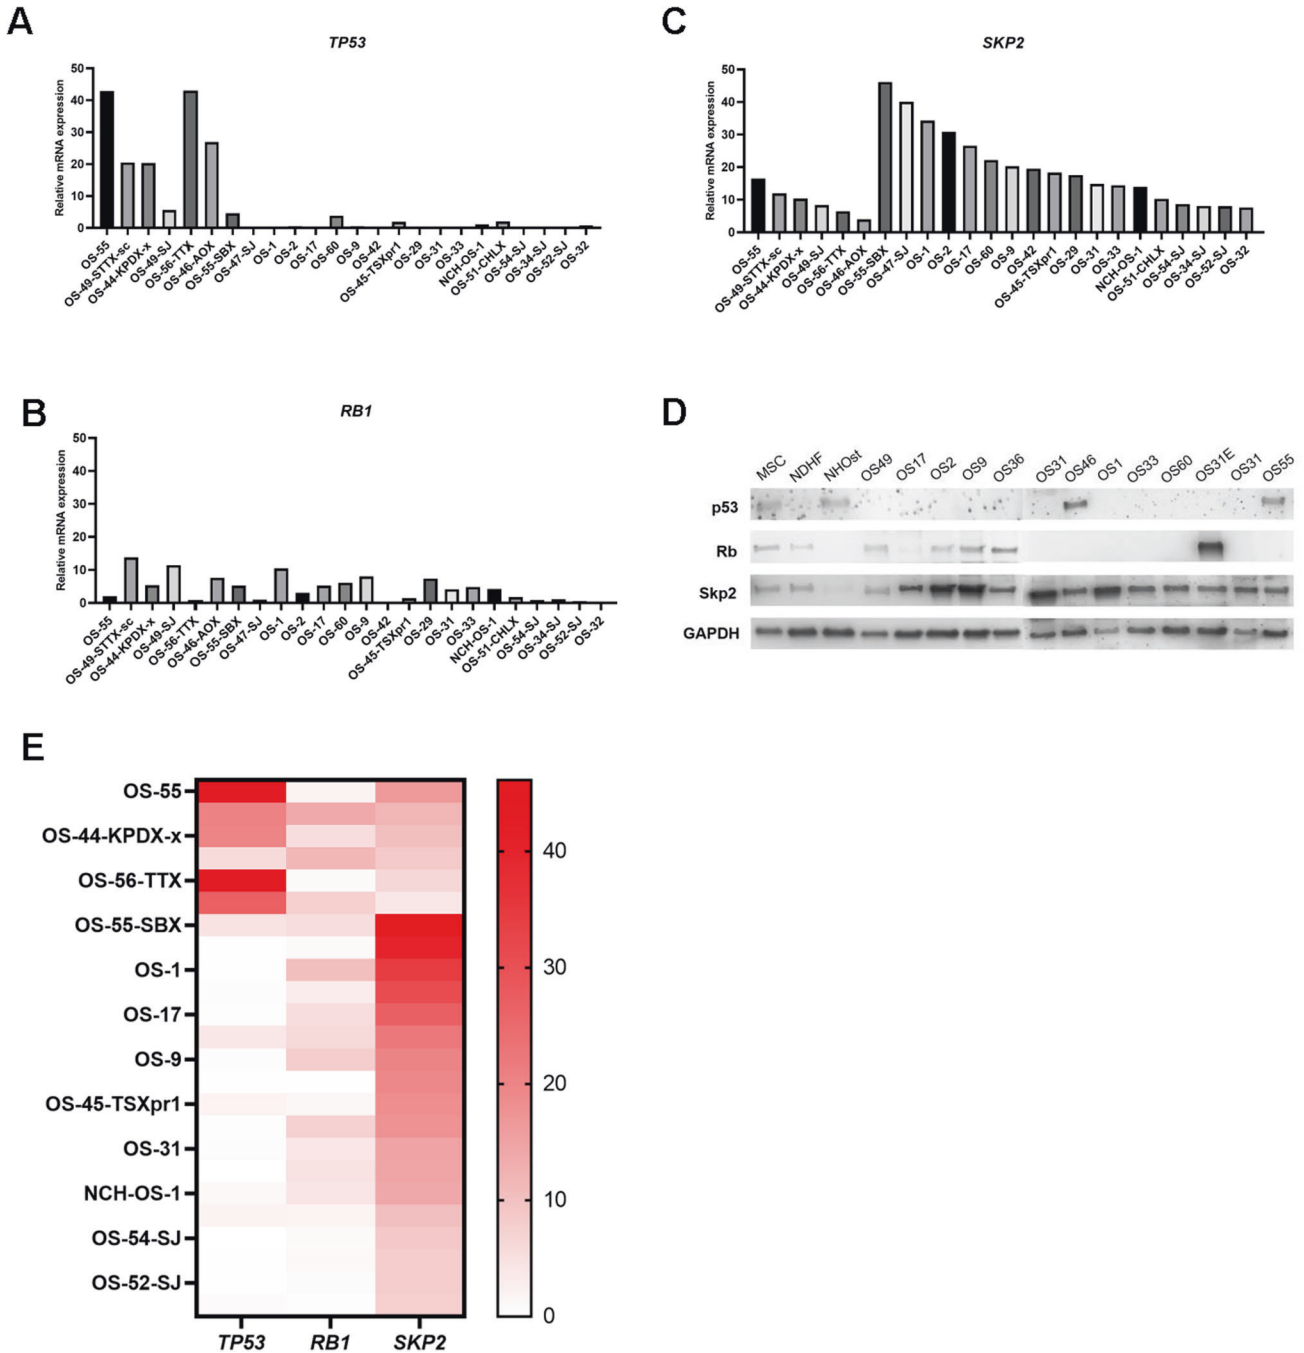 A
TP53
Relative mRNA expression
50
40
30
20
10
0
OS-55
OS-49-STTX-sc
OS-44-KPDX-x
OS-49-SJ
OS-56-TTX
OS-46-AOX
OS-55-SBX
OS-47-SJ
OS-1
OS-2
OS-17
OS-60
OS-9
OS-42
OS-45-TSXpr1
OS-29
OS-31
OS-33
NCH-OS-1
OS-51-CHLX
OS-54-SJ
OS-34-SJ
OS-52-SJ
OS-32
C
SKP2
Relative mRNA expression
50
40
30
20
10
0
OS-55
OS-49-STTX-sc
OS-44-KPDX-x
OS-49-SJ
OS-56-TTX
OS-46-AOX
OS-55-SBX
OS-47-SJ
OS-1
OS-2
OS-17
OS-60
OS-9
OS-42
OS-45-TSXpr1
OS-29
OS-31
OS-33
NCH-OS-1
OS-51-CHLX
OS-54-SJ
OS-34-SJ
OS-52-SJ
OS-32
B
RB1
Relative mRNA expression
50
40
30
20
10
0
OS-55
OS-49-STTX-sc
OS-44-KPDX-x
OS-49-SJ
OS-56-TTX
OS-46-AOX
OS-55-SBX
OS-47-SJ
OS-1
OS-2
OS-17
OS-60
OS-9
OS-42
OS-45-TSXpr1
OS-29
OS-31
OS-33
NCH-OS-1
OS-51-CHLX
OS-54-SJ
OS-34-SJ
OS-52-SJ
OS-32
D
MSC NDHF NHOst OS49 OS17 OS2 OS9 OS36 OS31 OS46 OS1 OS33 OS60 OS31E OS31 OS55
p53
Rb
Skp2
GAPDH
E
OS-55
OS-44-KPDX-x
OS-56-TTX
OS-55-SBX
OS-1
OS-17
OS-9
OS-45-TSXpr1
OS-31
NCH-OS-1
OS-54-SJ
OS-52-SJ
TP53 RB1 SKP2
40
30
20
10
0